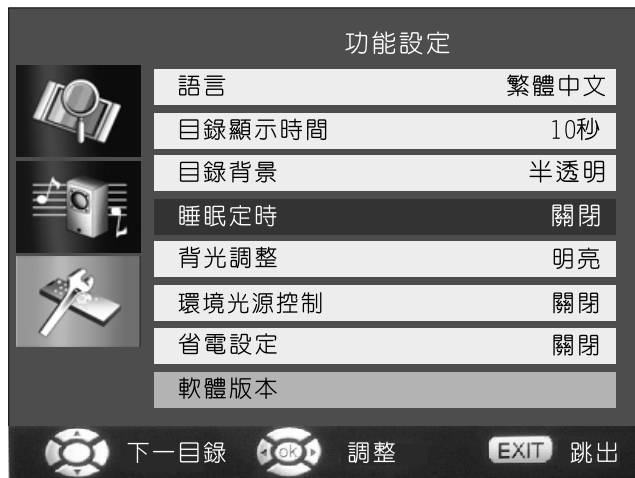 功能設定
語言 繁體中文
目錄顯示時間 10秒
目錄背景 半透明
睡眠定時 關閉
背光調整 明亮
環境光源控制 關閉
省電設定 關閉
軟體版本
下一目錄 ok 調整 EXIT 跳出